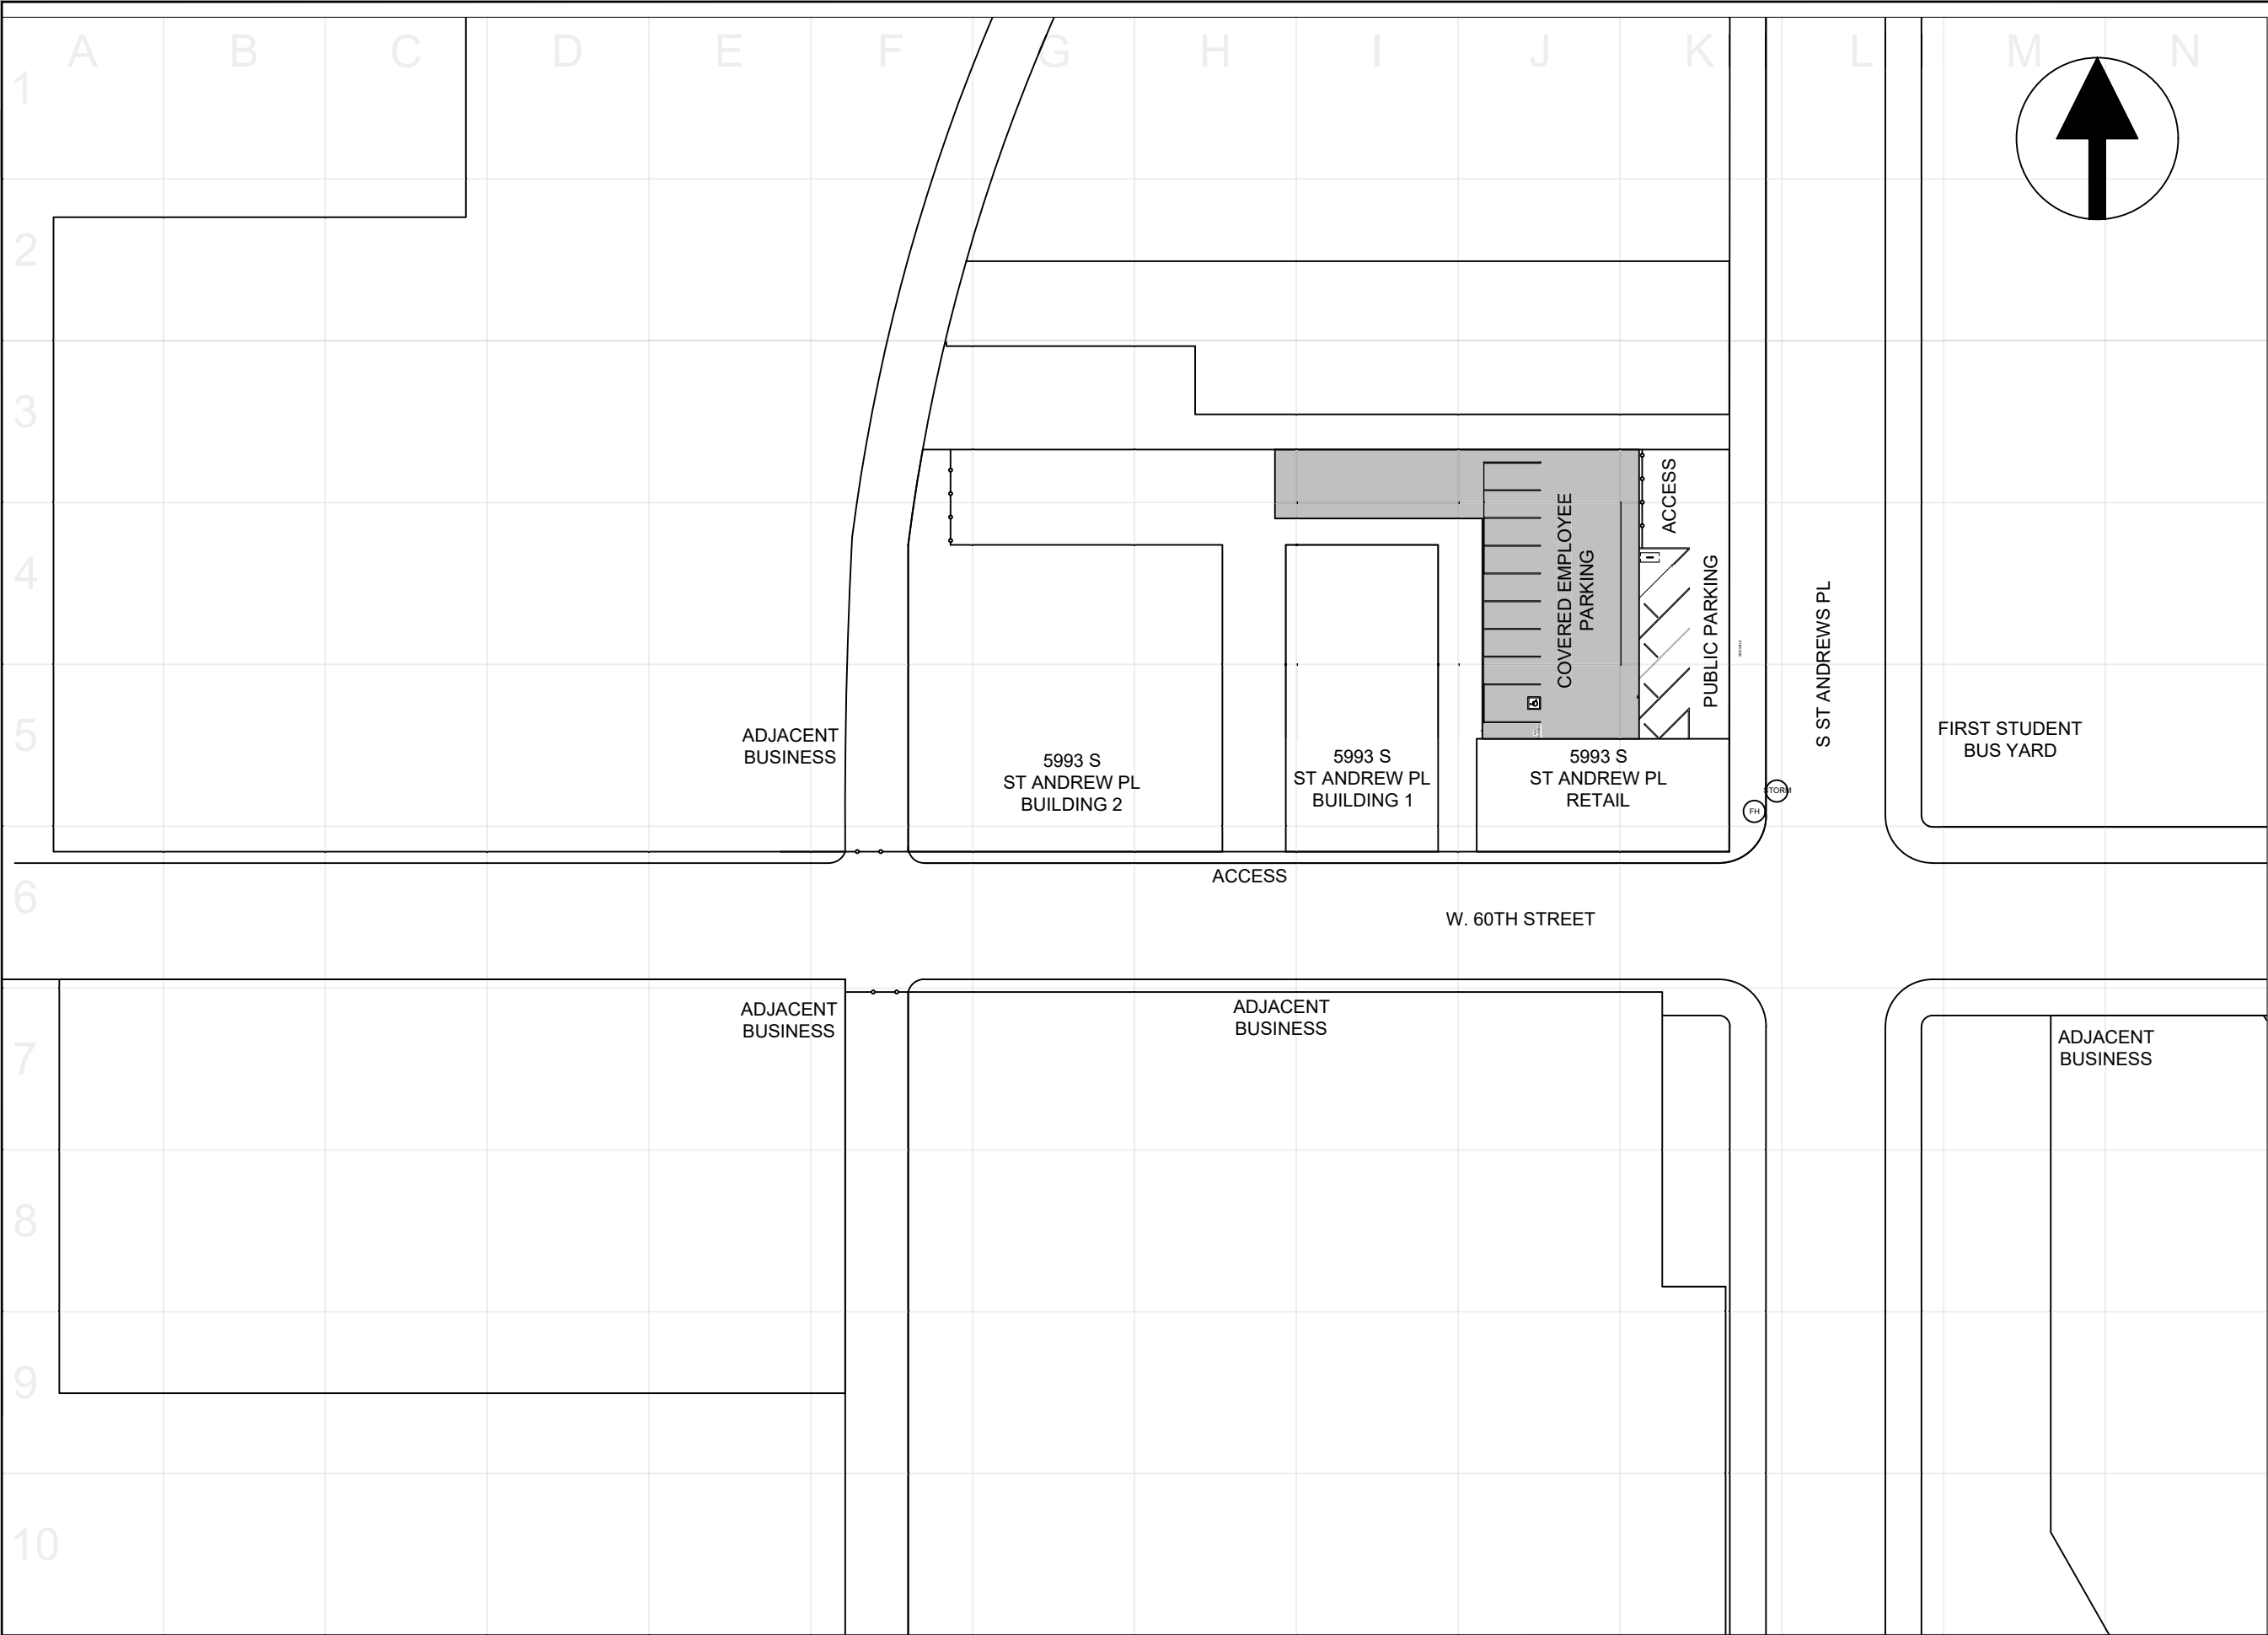 A B C D E F G H I J K L M N
1
2
3
4
5
6
7
8
9
10
ACCESS
COVERED EMPLOYEE
PARKING
PUBLIC PARKING
S ST ANDREWS PL
ADJACENT
BUSINESS
5993 S
ST ANDREW PL
BUILDING 2
5993 S
ST ANDREW PL
BUILDING 1
5993 S
ST ANDREW PL
RETAIL
FIRST STUDENT
BUS YARD
STORM
FH
ACCESS
W. 60TH STREET
ADJACENT
BUSINESS
ADJACENT
BUSINESS
ADJACENT
BUSINESS